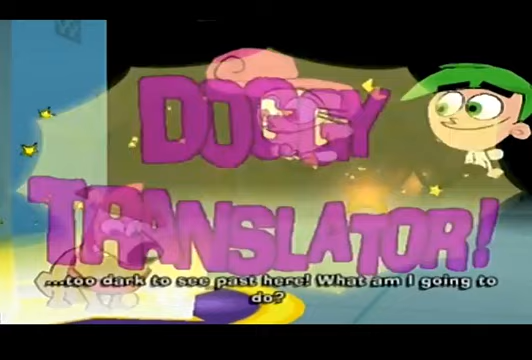 DOGGY
TRANSLATOR!
...too dark to see past here! What am I going to
do?